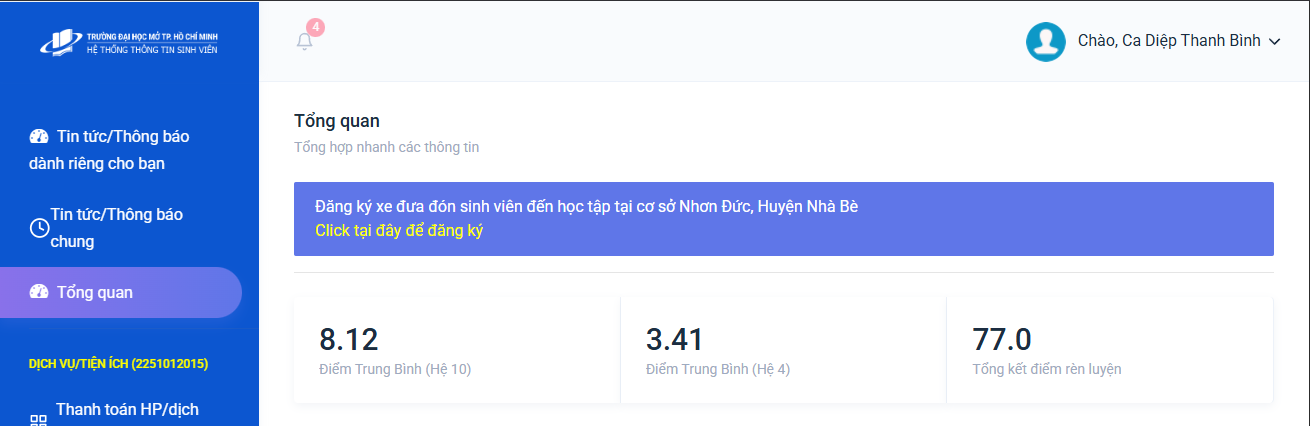 TRƯỜNG ĐẠI HỌC MỞ TP. HỒ CHÍ MINH
HỆ THỐNG THÔNG TIN SINH VIÊN
4
Chào, Ca Diệp Thanh Bình
Tin tức/Thông báo
dành riêng cho bạn
Tin tức/Thông báo
chung
Tổng quan
DỊCH VỤ/TIỆN ÍCH (2251012015)
Thanh toán HP/dịch
Tổng quan
Tổng hợp nhanh các thông tin
Đăng ký xe đưa đón sinh viên đến học tập tại cơ sở Nhơn Đức, Huyện Nhà Bè
Click tại đây để đăng ký
8.12
Điểm Trung Bình (Hệ 10)
3.41
Điểm Trung Bình (Hệ 4)
77.0
Tổng kết điểm rèn luyện